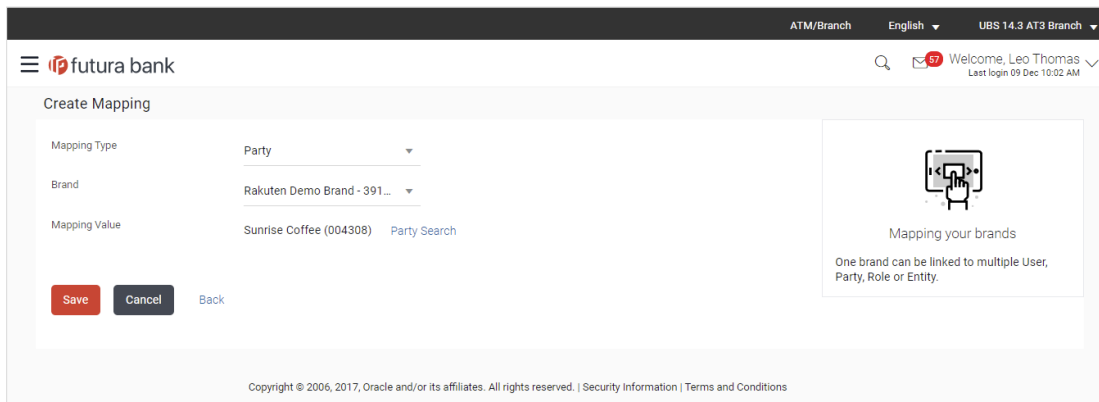 ATM/Branch English UBS 14.3 AT3 Branch
futura bank 57 Welcome, Leo Thomas
Last login 09 Dec 10:02 AM
Create Mapping
Mapping Type Party
Brand Rakuten Demo Brand - 391...
Mapping Value Sunrise Coffee (004308) Party Search
Save Cancel Back
Mapping your brands
One brand can be linked to multiple User,
Party, Role or Entity.
Copyright © 2006, 2017, Oracle and/or its affiliates. All rights reserved. | Security Information | Terms and Conditions